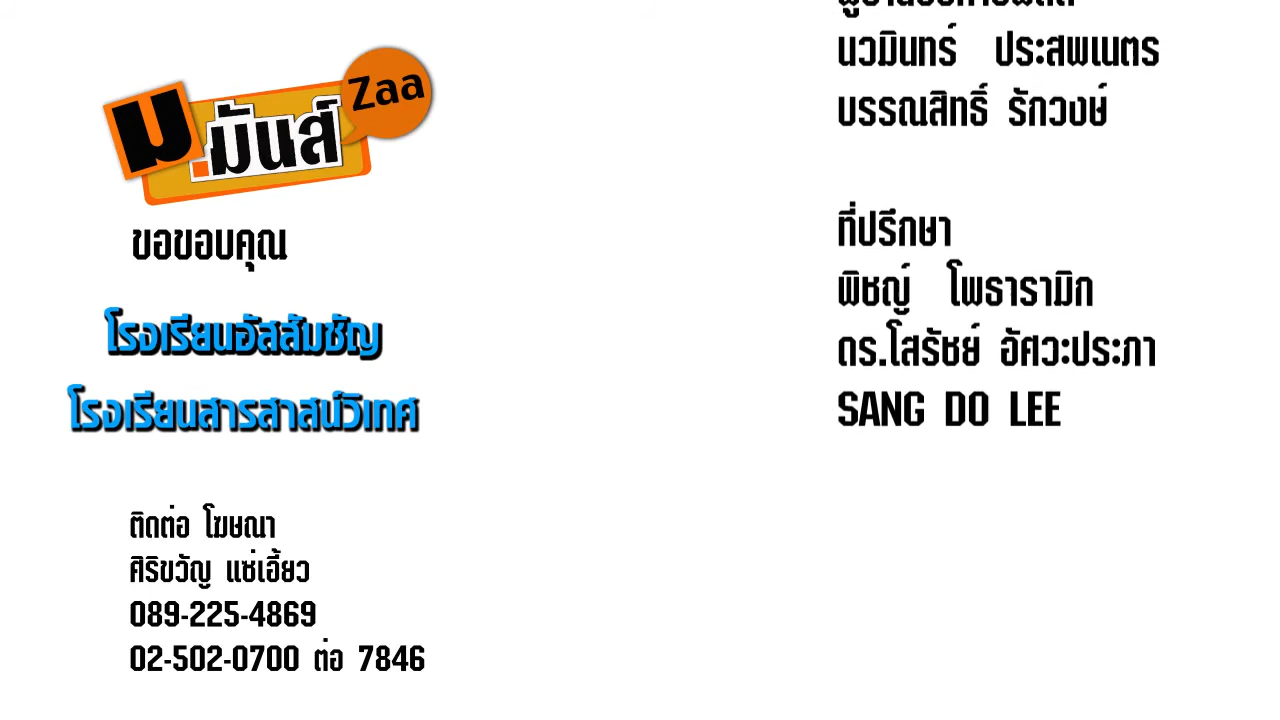 ม.มันส์ Zaa
ขอขอบคุณ
โรงเรียนอัสสัมชัญ
โรงเรียนสารสาสน์วิเทศ
ติดต่อ โฆษณา
ศิริขวัญ แซ่เอี้ยว
089-225-4869
02-502-0700 ต่อ 7846
นวมินทร์ ประสพเนตร
บรรณสิทธิ์ รักวงษ์
ที่ปรึกษา
พิชญ์ โพธารามิก
ดร.โสรัชย์ อัศวะประภา
SANG DO LEE